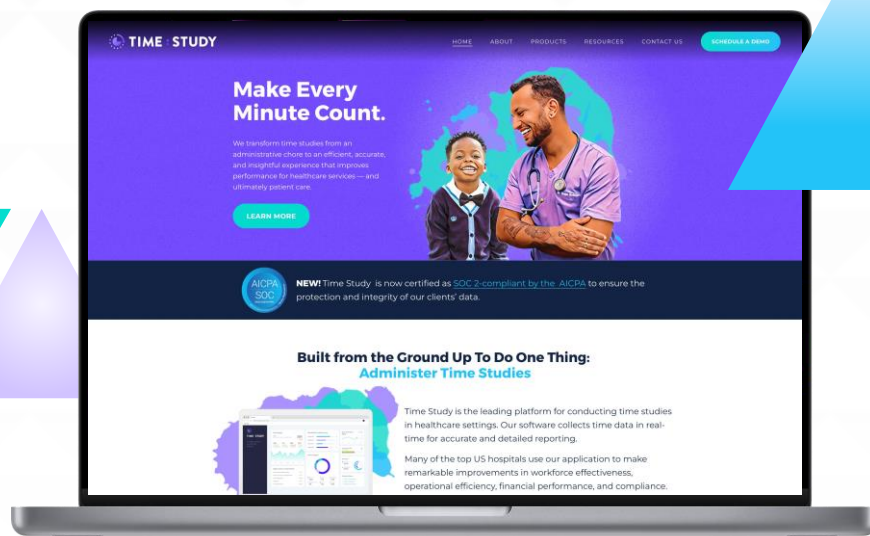 TIME STUDY
HOME ABOUT PRODUCTS RESOURCES CONTACT US SCHEDULE A DEMO
Make Every
Minute Count.
We transform time studies from an
administrative chore to an efficient, accurate,
and insightful experience that improves
performance for healthcare services — and
ultimately patient care.
LEARN MORE
AICPA
SOC
NEW! Time Study is now certified as SOC 2-compliant by the AICPA to ensure the
protection and integrity of our clients' data.
Built from the Ground Up To Do One Thing:
Administer Time Studies
Time Study is the leading platform for conducting time studies
in healthcare settings. Our software collects time data in real-
time for accurate and detailed reporting.
Many of the top US hospitals use our application to make
remarkable improvements in workforce effectiveness,
operational efficiency, financial performance, and compliance.